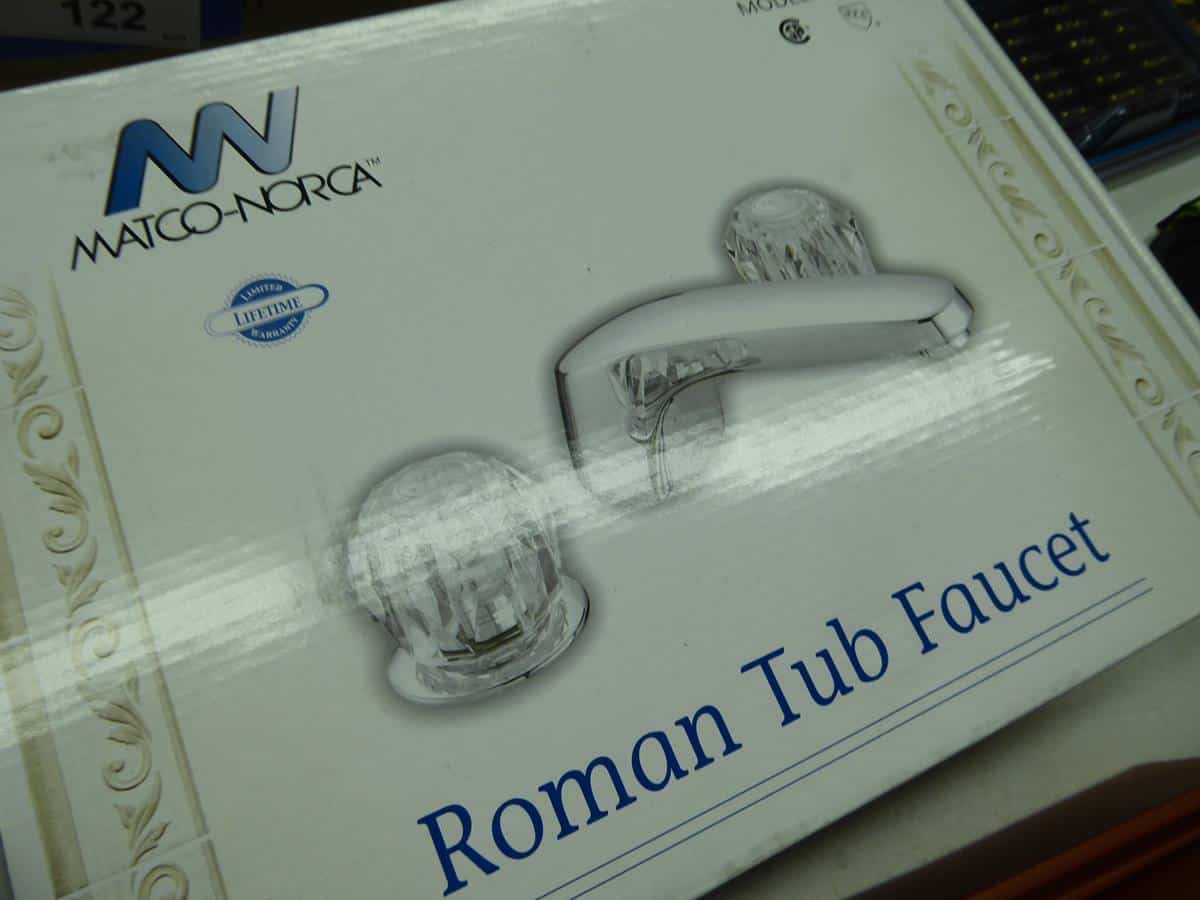 122
MATCO-NORCA™
LIMITED
LIFETIME
WARRANTY
Roman Tub Faucet